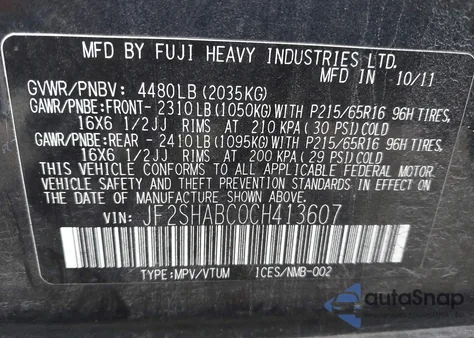 MFD BY FUJI HEAVY INDUSTRIES LTD.
10/11
GVWR/PNBV: 4480LB (2035KG)
GAWR/PNBE:FRONT- 2310LB (1050KG)WITH P215/65R16 96H TIRES,
16X6 1/2JJ RIMS AT 210 KPA (30 PSI)COLD
GAWR/PNBE:REAR - 2410LB (1095KG)WITH P215/65R16 96H TIRES,
16X6 1/2JJ RIMS AT 200 KPA (29 PSI)COLD
THIS VEHICLE CONFORMS TO ALL APPLICABLE FEDERAL MOTOR
VEHICLE SAFETY AND BUMPER STANDARDS IN EFFECT ON
THE DATE OF MANUFACTURE SHOWN ABOVE.
VIN: JF2SHABC0CH413607
TYPE:MPV/VTUM ICES/NMB-002
autoSnap